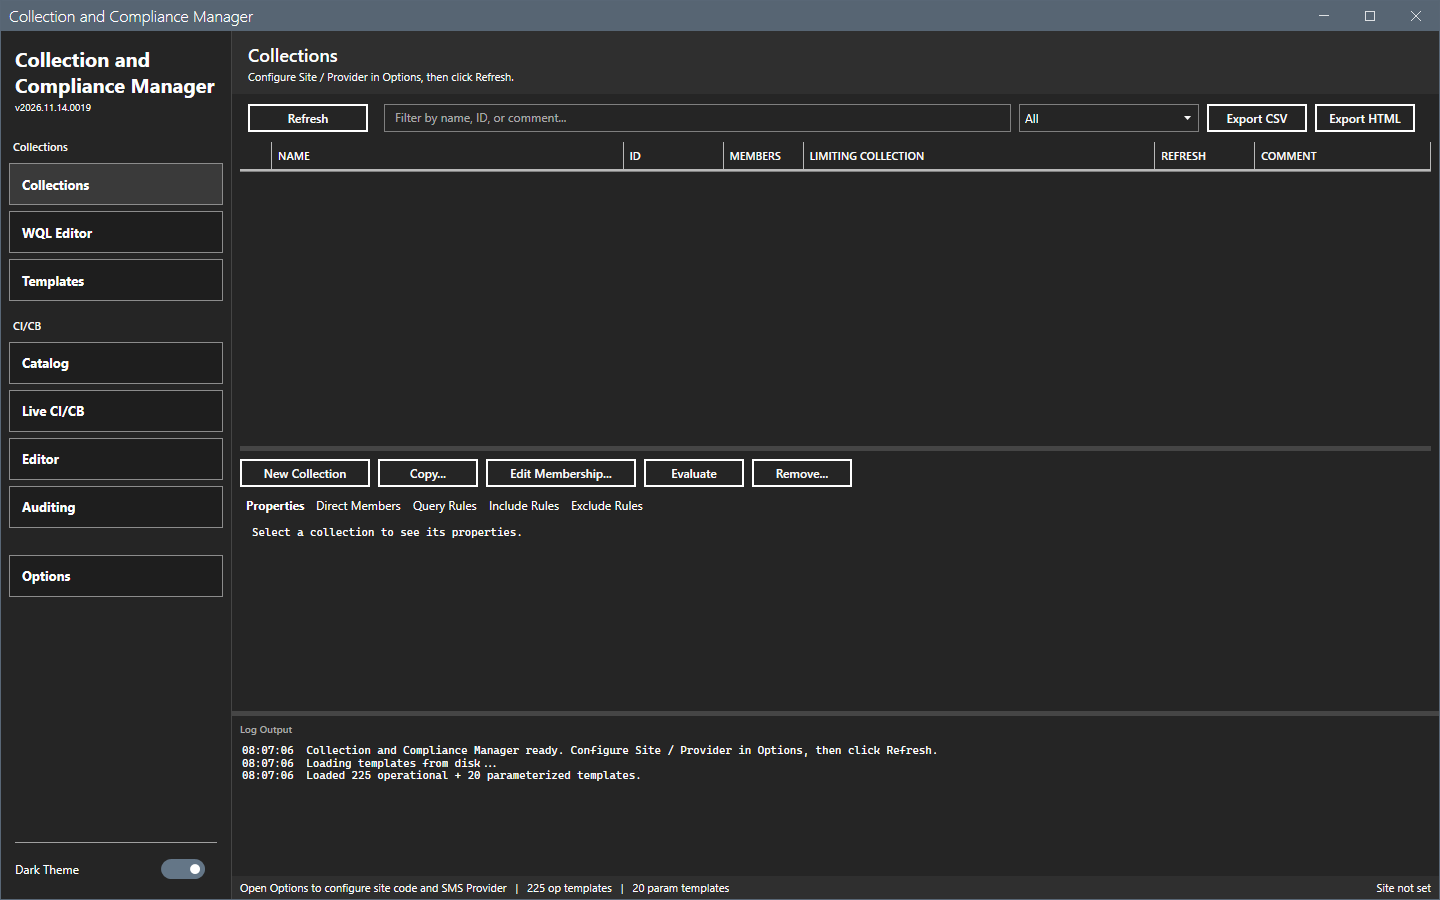 Collection and Compliance Manager
Collection and
Compliance Manager
v2026.11.14.0019
Collections
Collections
WQL Editor
Templates
CI/CB
Catalog
Live CI/CB
Editor
Auditing
Options
Dark Theme
Collections
Configure Site / Provider in Options, then click Refresh.
Refresh
Filter by name, ID, or comment...
All
Export CSV
Export HTML
NAME ID MEMBERS LIMITING COLLECTION REFRESH COMMENT
New Collection
Copy...
Edit Membership...
Evaluate
Remove...
Properties Direct Members Query Rules Include Rules Exclude Rules
Select a collection to see its properties.
Log Output
08:07:06 Collection and Compliance Manager ready. Configure Site / Provider in Options, then click Refresh.
08:07:06 Loading templates from disk...
08:07:06 Loaded 225 operational + 20 parameterized templates.
Open Options to configure site code and SMS Provider | 225 op templates | 20 param templates
Site not set